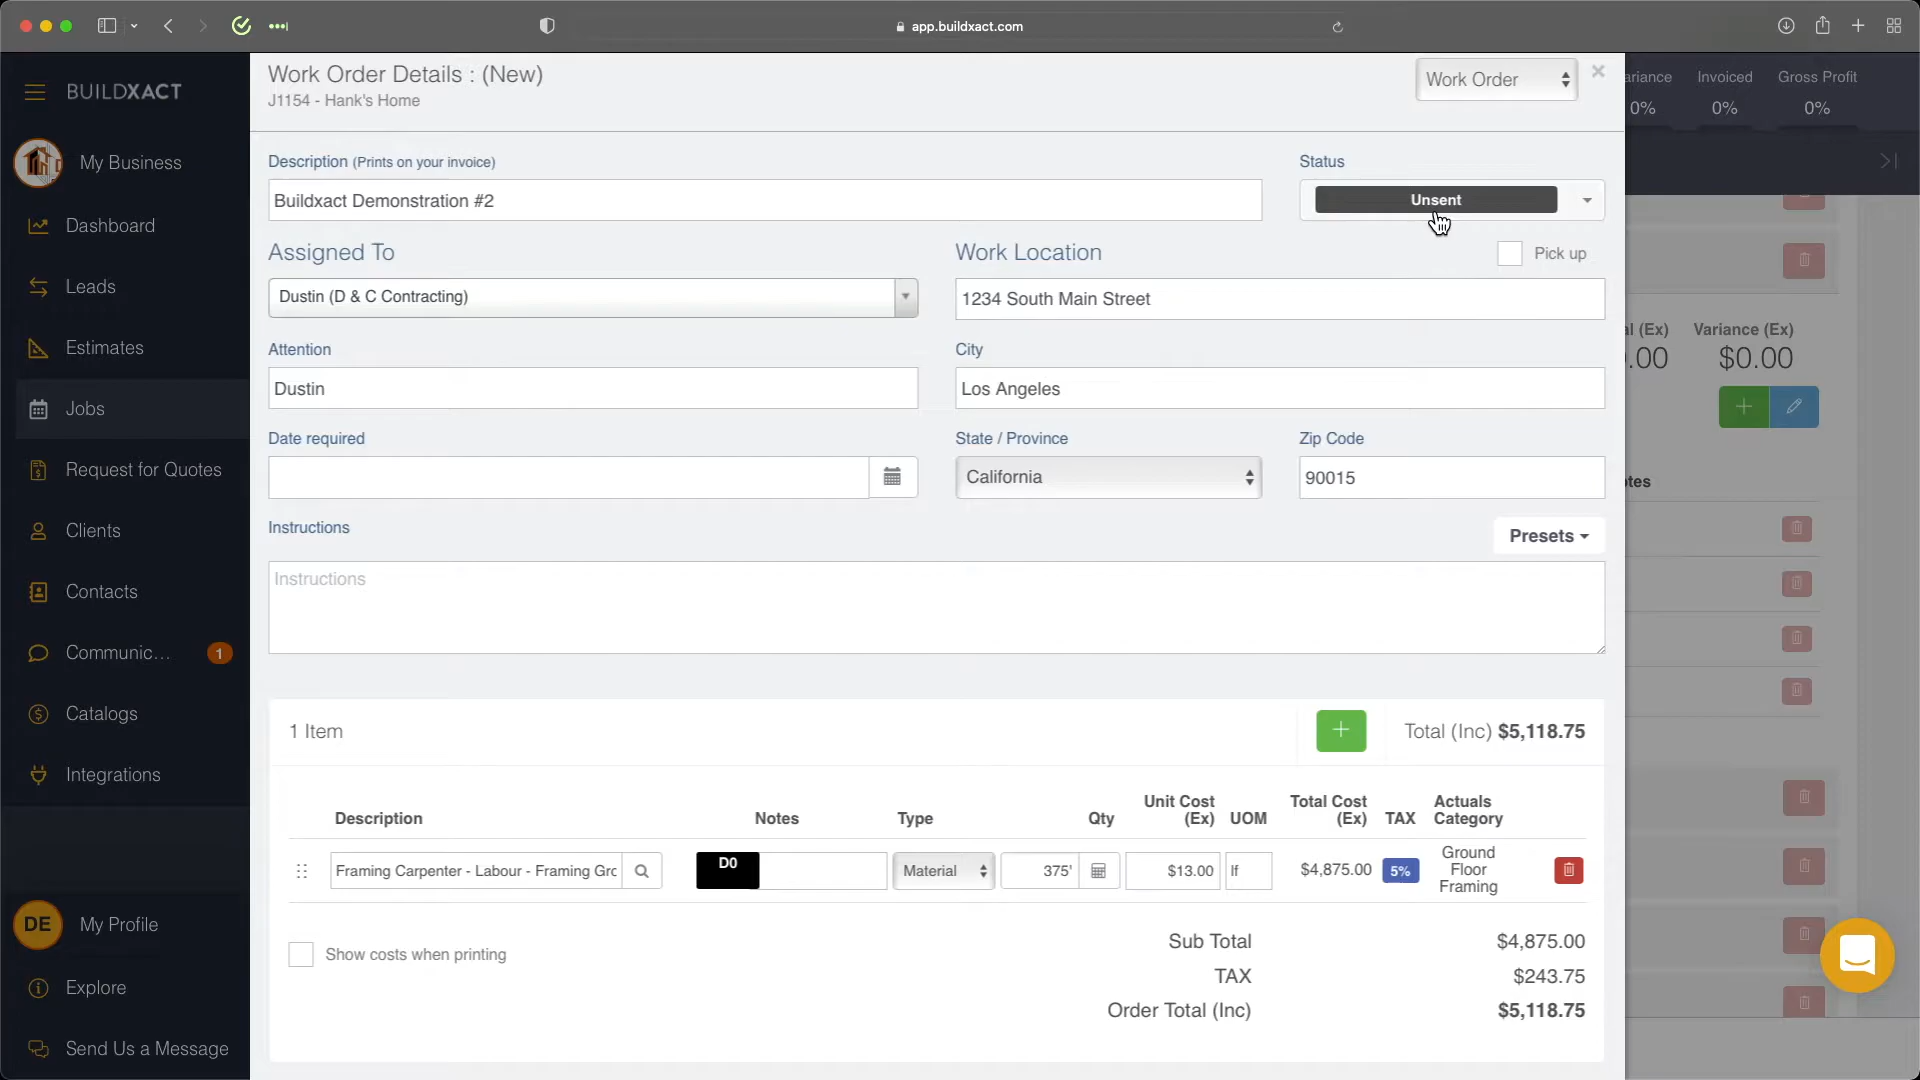 app.buildxact.com
BUILDXACT
My Business
Dashboard
Leads
Estimates
Jobs
Request for Quotes
Clients
Contacts
Communic...
1
Catalogs
Integrations
DE
My Profile
Explore
Send Us a Message
Work Order Details : (New)
J1154 - Hank's Home
Work Order
Description (Prints on your invoice)
Buildxact Demonstration #2
Status
Unsent
Assigned To
Dustin (D & C Contracting)
Work Location
Pick up
1234 South Main Street
Attention
Dustin
City
Los Angeles
Date required
State / Province
California
Zip Code
90015
Instructions
Presets
Instructions
1 Item
Total (Inc) $5,118.75
Description Notes Type Qty Unit Cost (Ex) UOM Total Cost (Ex) TAX Actuals Category
Framing Carpenter - Labour - Framing Grc D0 Material 375' $13.00 lf $4,875.00 5% Ground Floor Framing
Show costs when printing
Sub Total $4,875.00
TAX $243.75
Order Total (Inc) $5,118.75
ariance Invoiced Gross Profit
0% 0% 0%
l (Ex) Variance (Ex)
.00 $0.00
tes